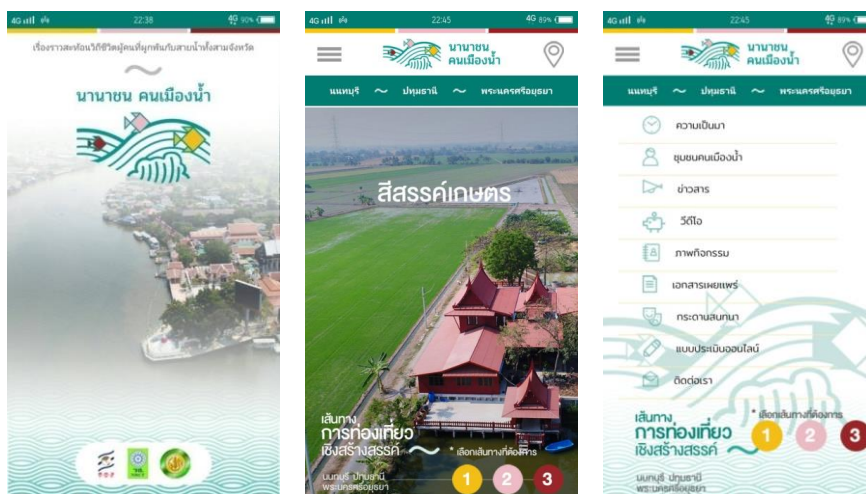 4G 22:38 4G 90%
เรื่องราวสะท้อนวิถีชีวิตผู้คนที่ผูกพันกับสายน้ำทั้งสามจังหวัด
นานาชน คนเมืองน้ำ
4G 22:45 4G 89%
นานาชน
คนเมืองน้ำ
นนทบุรี ปทุมธานี พระนครศรีอยุธยา
สีสรรค์เกษตร
เส้นทาง
การท่องเที่ยว
เชิงสร้างสรรค์
* เลือกเส้นทางที่ต้องการ
นนทบุรี ปทุมธานี
พระนครศรีอยุธยา
1 2 3
4G 22:45 4G 89%
นานาชน
คนเมืองน้ำ
นนทบุรี ปทุมธานี พระนครศรีอยุธยา
ความเป็นมา
ชุมชนคนเมืองน้ำ
ข่าวสาร
วีดีโอ
ภาพกิจกรรม
เอกสารเผยแพร่
กระดานสนทนา
แบบประเมินออนไลน์
ติดต่อเรา
เส้นทาง
การท่องเที่ยว
เชิงสร้างสรรค์
* เลือกเส้นทางที่ต้องการ
นนทบุรี ปทุมธานี
พระนครศรีอยุธยา
1 2 3